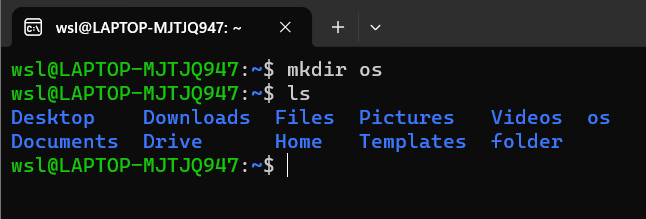 wsl@LAPTOP-MJTJQ947: ~
wsl@LAPTOP-MJTJQ947:~$ mkdir os
wsl@LAPTOP-MJTJQ947:~$ ls
Desktop    Downloads  Files  Pictures   Videos  os
Documents  Drive      Home   Templates  folder
wsl@LAPTOP-MJTJQ947:~$